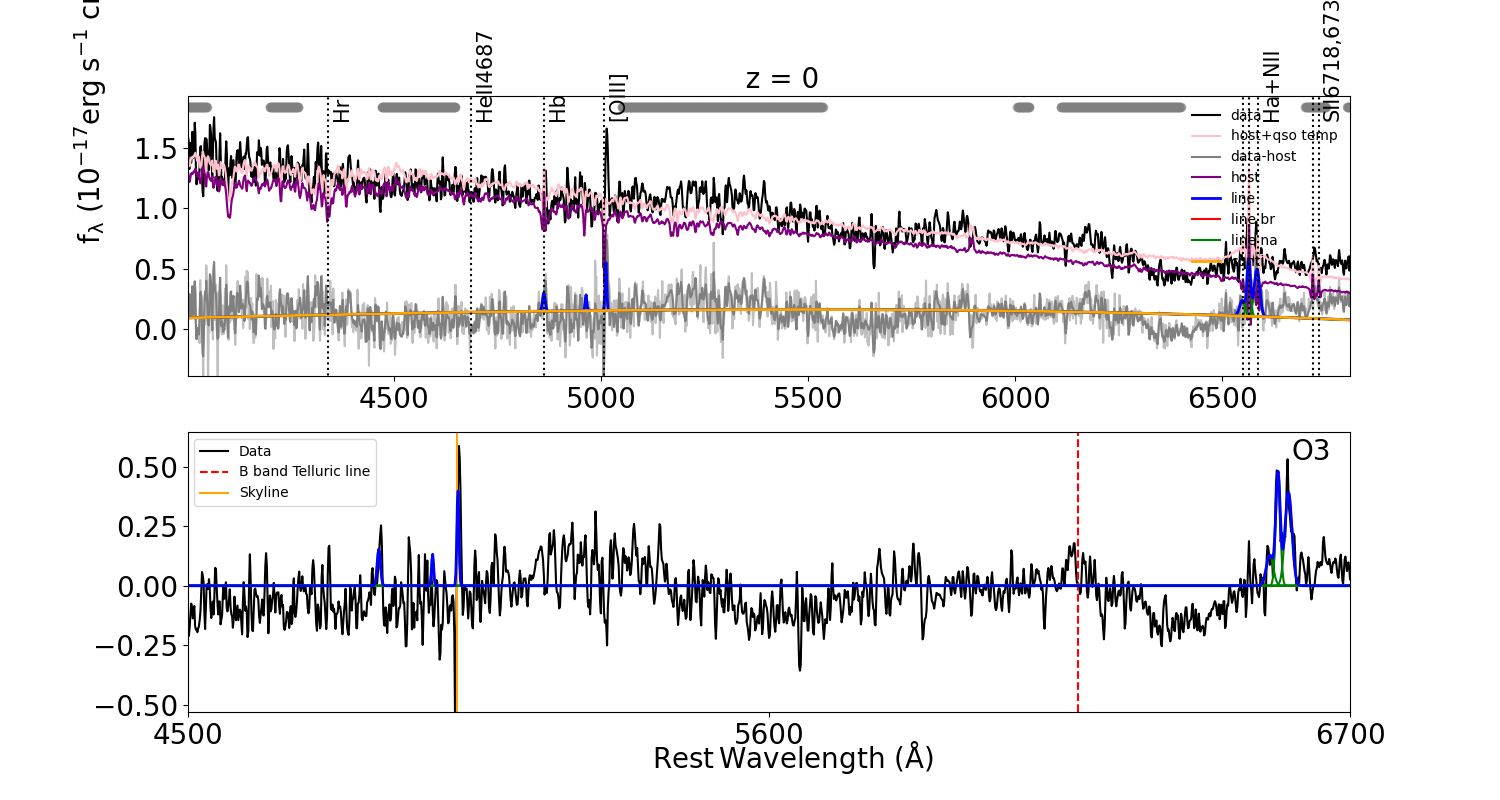 z = 0
fλ (10−17erg s−1 c
Hr
HeII4687
Hb
[OIII]
Ha+NII
SII6718,673
data
host+qso temp
data-host
host
line
line br
line na
1.5
1.0
0.5
0.0
4500 5000 5500 6000 6500
Data
B band Telluric line
Skyline
O3
0.50
0.25
0.00
−0.25
−0.50
4500 5600 6700
Rest Wavelength (Å)